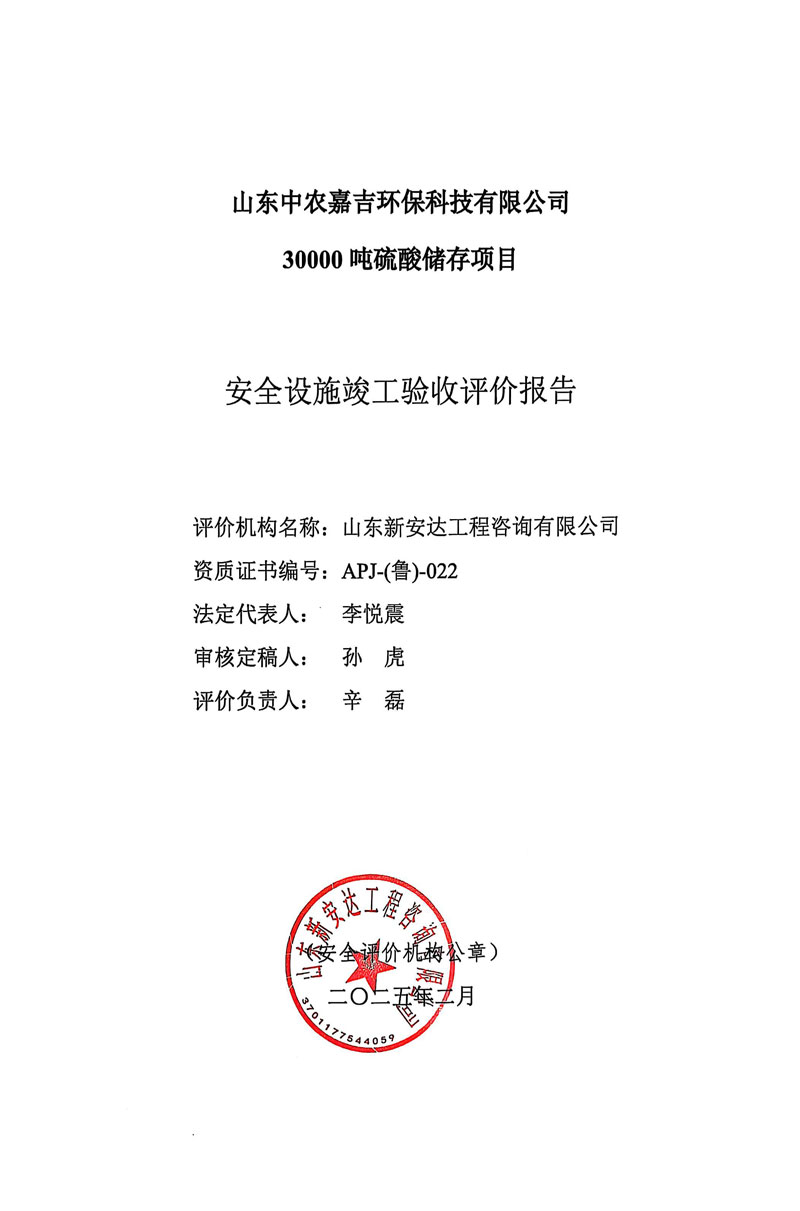 山东中农嘉吉环保科技有限公司
30000 吨硫酸储存项目
安全设施竣工验收评价报告
评价机构名称：山东新安达工程咨询有限公司
资质证书编号：APJ-(鲁)-022
法定代表人： 李悦震
审核定稿人： 孙 虎
评价负责人： 辛 磊
山东新安达工程咨询有限公司
（安全评价机构公章）
二〇二五年二月
3701177544059